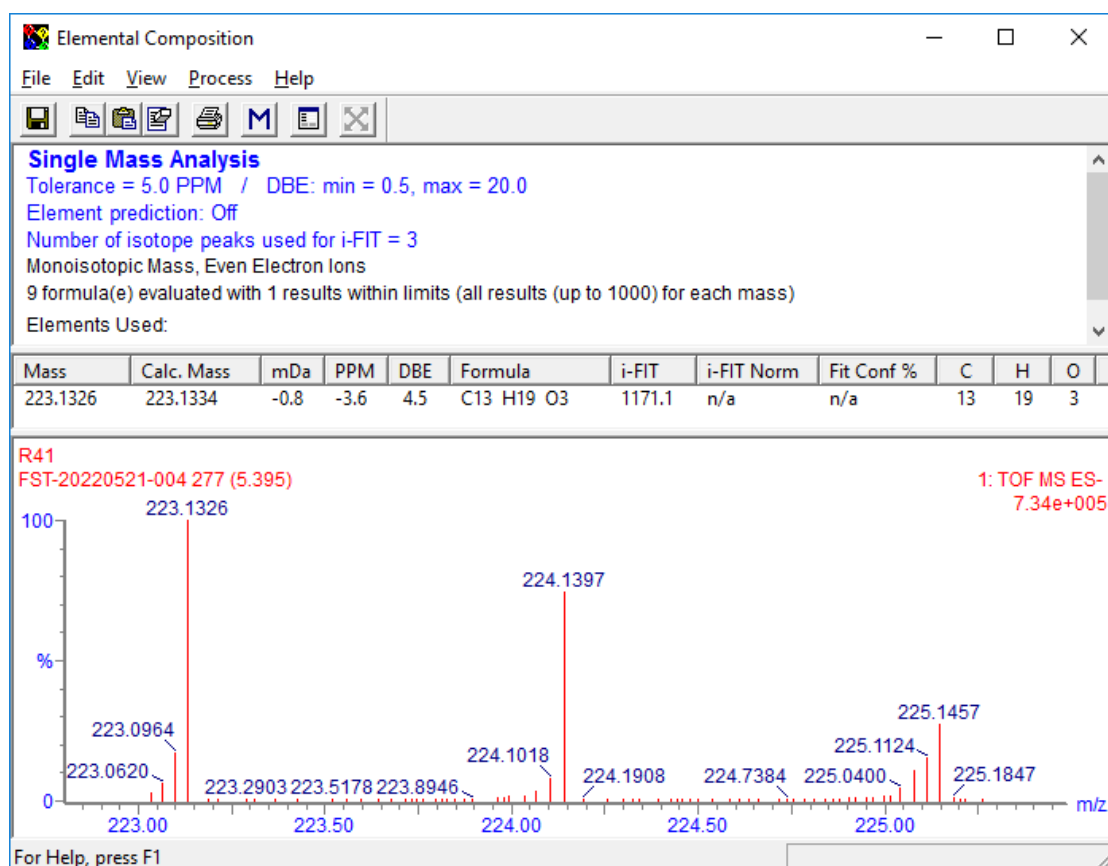 Elemental Composition
File Edit View Process Help
M
Single Mass Analysis
Tolerance = 5.0 PPM / DBE: min = 0.5, max = 20.0
Element prediction: Off
Number of isotope peaks used for i-FIT = 3
Monoisotopic Mass, Even Electron Ions
9 formula(e) evaluated with 1 results within limits (all results (up to 1000) for each mass)
Elements Used:
Mass Calc. Mass mDa PPM DBE Formula i-FIT i-FIT Norm Fit Conf % C H O
223.1326 223.1334 -0.8 -3.6 4.5 C13 H19 O3 1171.1 n/a n/a 13 19 3
R41
FST-20220521-004 277 (5.395)
1: TOF MS ES-
7.34e+005
223.1326
100
224.1397
%
225.1457
223.0964
225.1124
224.1018
223.0620 223.2903 223.5178 223.8946 224.1908 224.7384 225.0400 225.1847
0
m/z
223.00 223.50 224.00 224.50 225.00
For Help, press F1